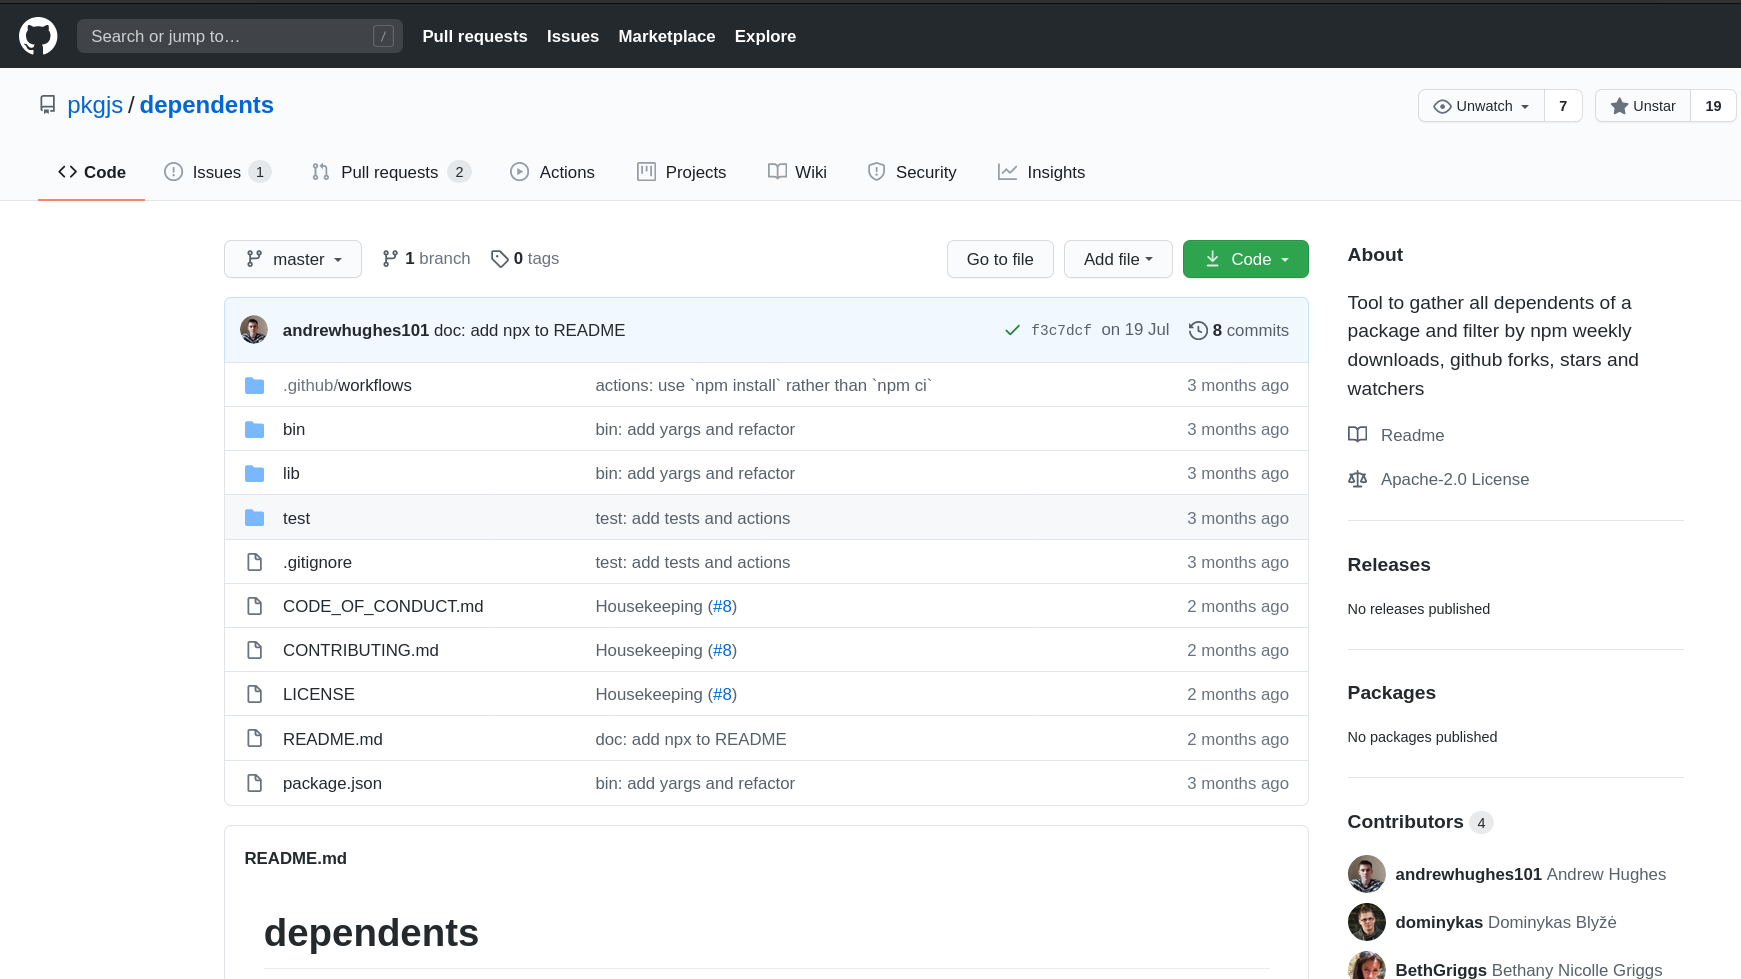 Search or jump to… / Pull requests Issues Marketplace Explore
pkgjs / dependents Unwatch 7 Unstar 19
Code Issues 1 Pull requests 2 Actions Projects Wiki Security Insights
master 1 branch 0 tags Go to file Add file Code
andrewhughes101 doc: add npx to README f3c7dcf on 19 Jul 8 commits
.github/workflows actions: use `npm install` rather than `npm ci` 3 months ago
bin bin: add yargs and refactor 3 months ago
lib bin: add yargs and refactor 3 months ago
test test: add tests and actions 3 months ago
.gitignore test: add tests and actions 3 months ago
CODE_OF_CONDUCT.md Housekeeping (#8) 2 months ago
CONTRIBUTING.md Housekeeping (#8) 2 months ago
LICENSE Housekeeping (#8) 2 months ago
README.md doc: add npx to README 2 months ago
package.json bin: add yargs and refactor 3 months ago
README.md
dependents
About
Tool to gather all dependents of a
package and filter by npm weekly
downloads, github forks, stars and
watchers
Readme
Apache-2.0 License
Releases
No releases published
Packages
No packages published
Contributors 4
andrewhughes101 Andrew Hughes
dominykas Dominykas Blyžė
BethGriggs Bethany Nicolle Griggs